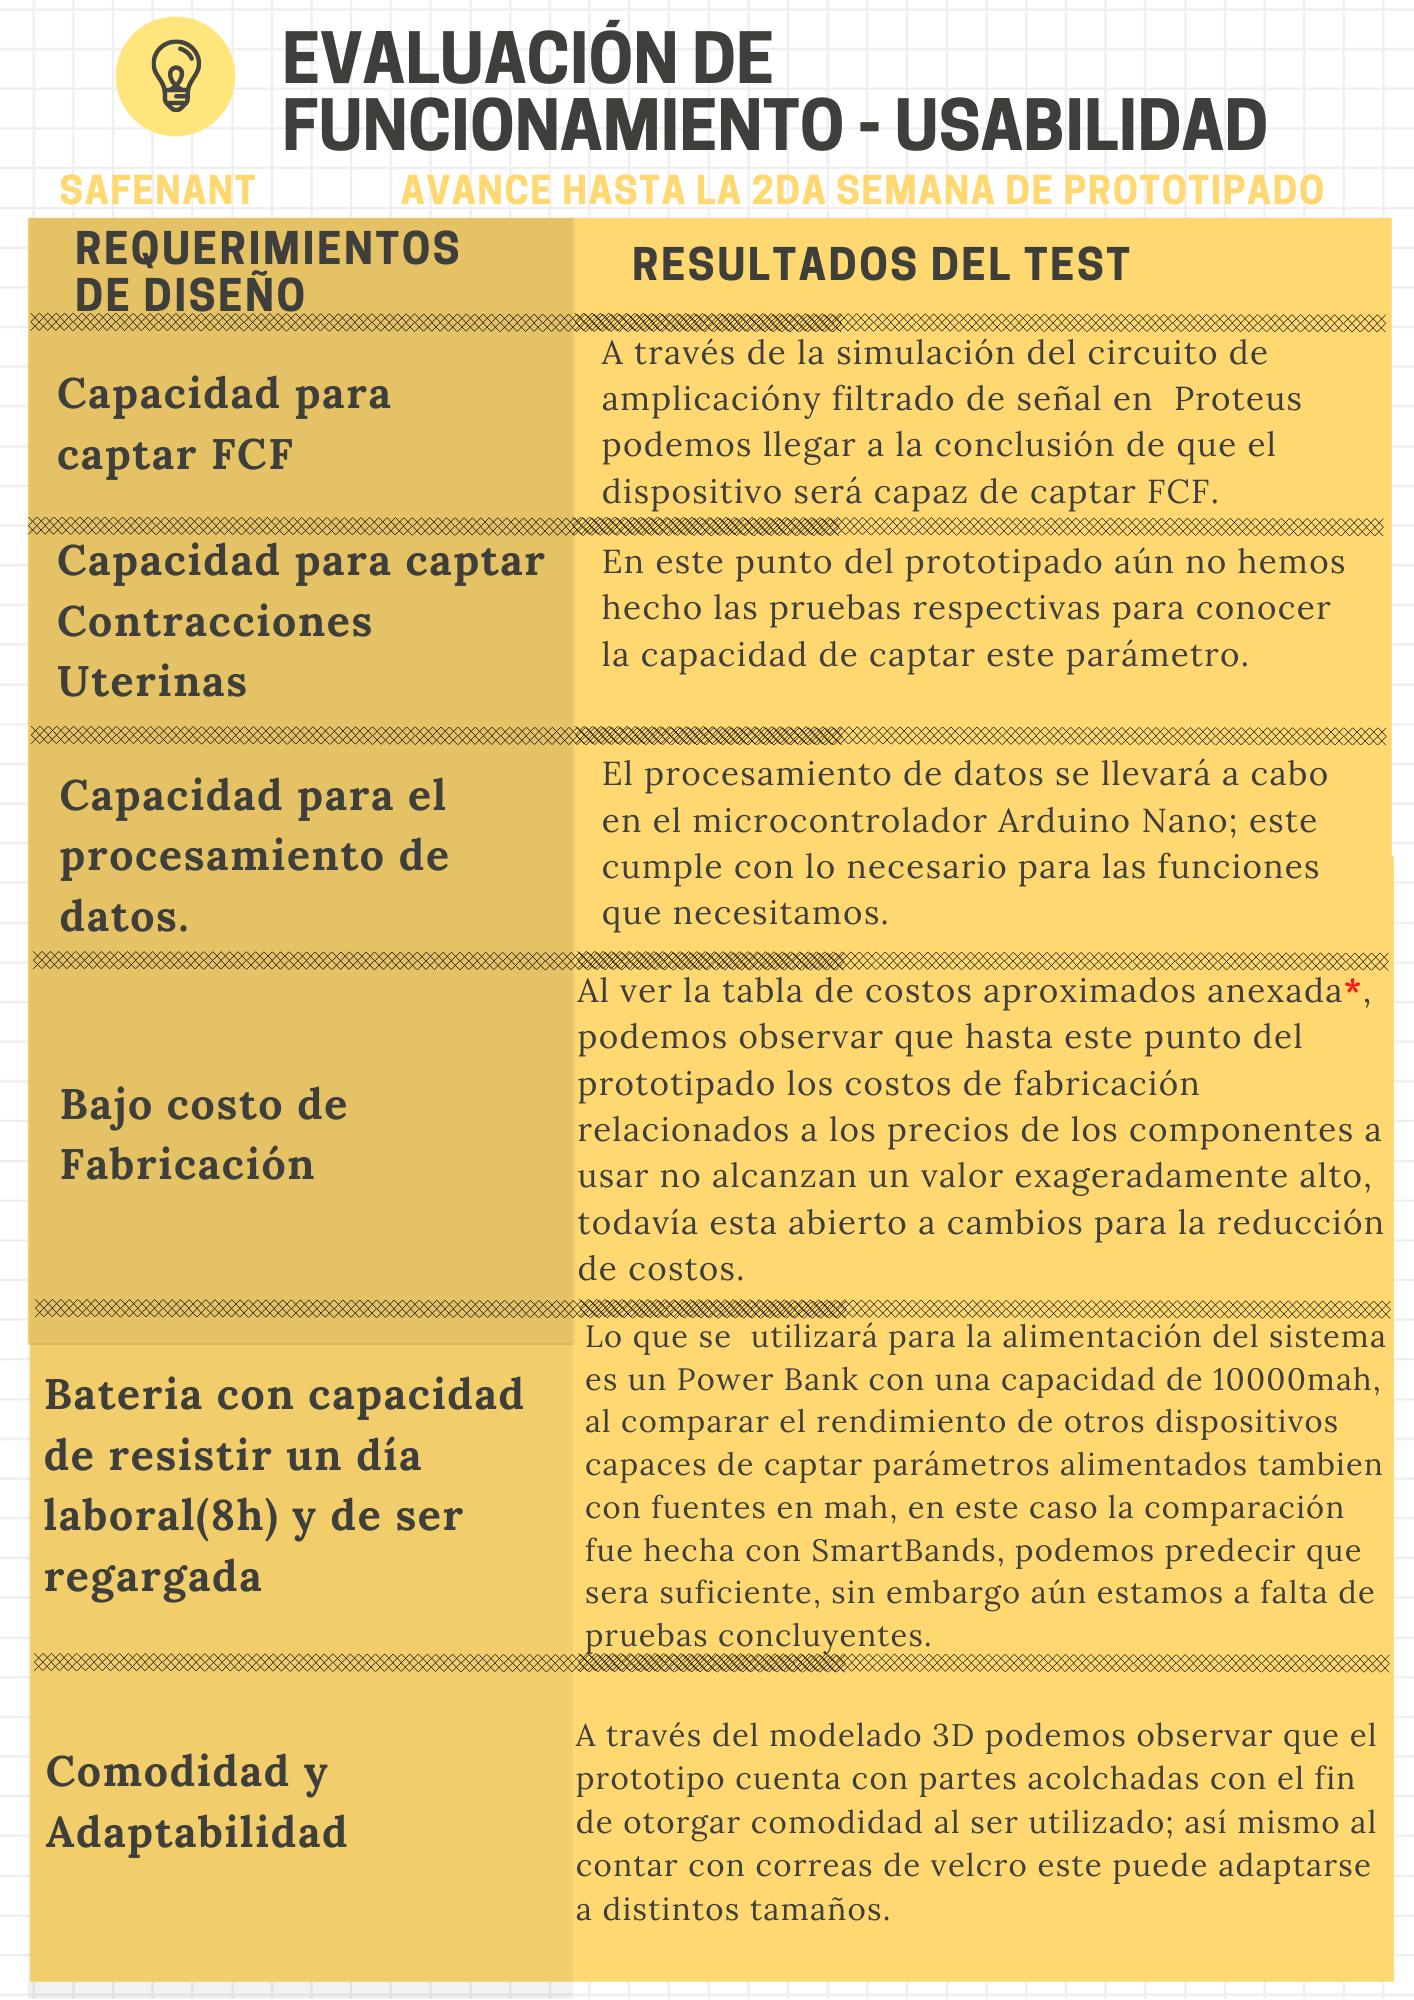 EVALUACIÓN DE
FUNCIONAMIENTO - USABILIDAD
SAFENANT
AVANCE HASTA LA 2DA SEMANA DE PROTOTIPADO
REQUERIMIENTOS
DE DISEÑO
RESULTADOS DEL TEST
Capacidad para
captar FCF
A través de la simulación del circuito de
amplicacióny filtrado de señal en  Proteus
podemos llegar a la conclusión de que el
dispositivo será capaz de captar FCF.
Capacidad para captar
Contracciones
Uterinas
En este punto del prototipado aún no hemos
hecho las pruebas respectivas para conocer
la capacidad de captar este parámetro.
Capacidad para el
procesamiento de
datos.
El procesamiento de datos se llevará a cabo
en el microcontrolador Arduino Nano; este
cumple con lo necesario para las funciones
que necesitamos.
Bajo costo de
Fabricación
Al ver la tabla de costos aproximados anexada*,
podemos observar que hasta este punto del
prototipado los costos de fabricación
relacionados a los precios de los componentes a
usar no alcanzan un valor exageradamente alto,
todavía esta abierto a cambios para la reducción
de costos.
Bateria con capacidad
de resistir un día
laboral(8h) y de ser
regargada
Lo que se  utilizará para la alimentación del sistema
es un Power Bank con una capacidad de 10000mah,
al comparar el rendimiento de otros dispositivos
capaces de captar parámetros alimentados tambien
con fuentes en mah, en este caso la comparación
fue hecha con SmartBands, podemos predecir que
sera suficiente, sin embargo aún estamos a falta de
pruebas concluyentes.
Comodidad y
Adaptabilidad
A través del modelado 3D podemos observar que el
prototipo cuenta con partes acolchadas con el fin
de otorgar comodidad al ser utilizado; así mismo al
contar con correas de velcro este puede adaptarse
a distintos tamaños.